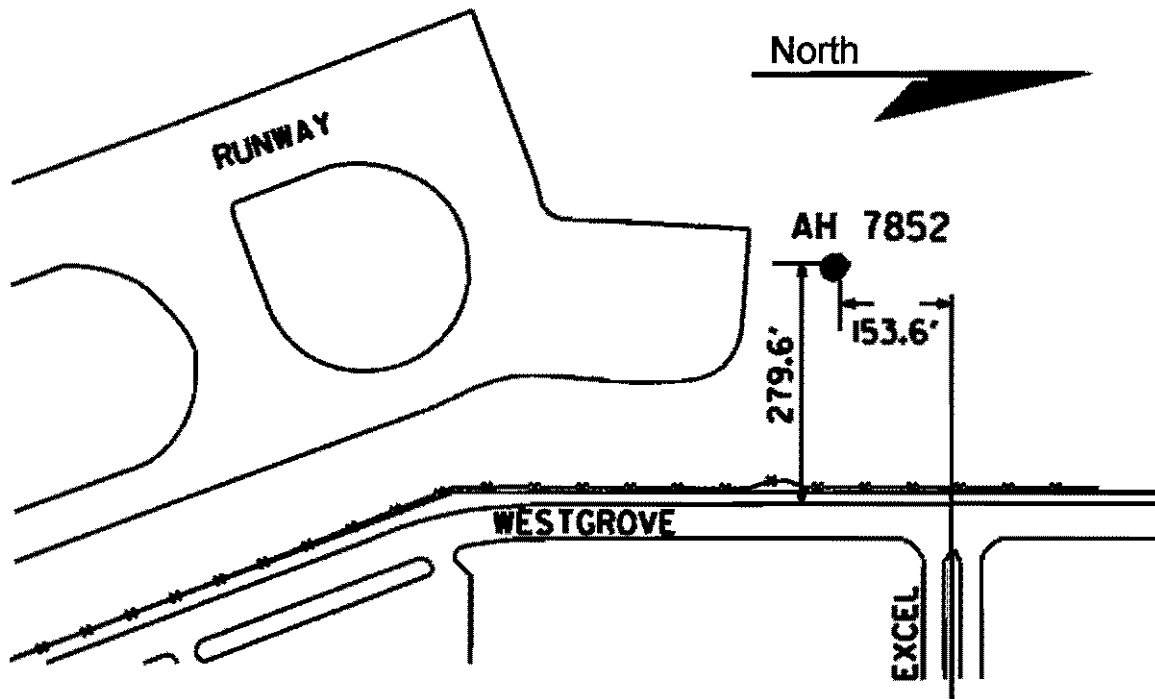 North
RUNWAY
AH 7852
153.6'
279.6'
WESTGROVE
EXCEL